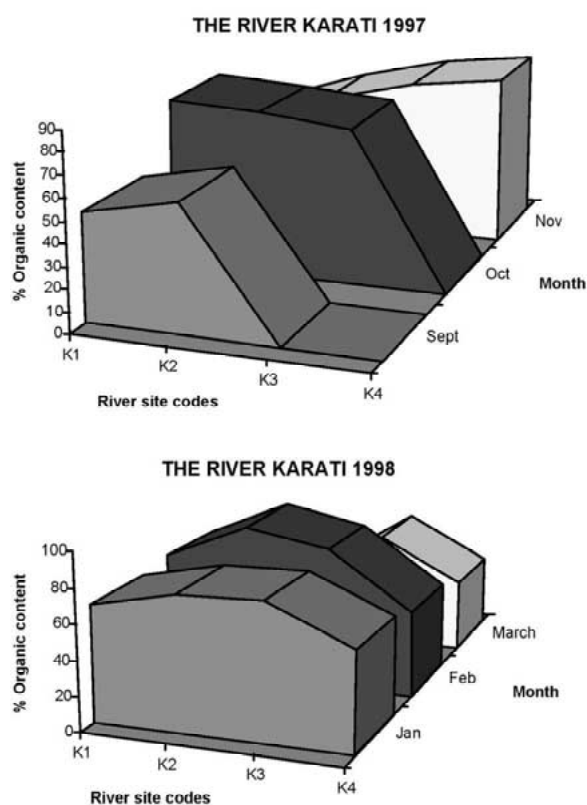 THE RIVER KARATI 1997
90
80
70
60
50
40
30
20
10
0
% Organic content
K1
K2
K3
K4
River site codes
Sept
Oct
Nov
Month
THE RIVER KARATI 1998
100
80
60
40
20
0
% Organic content
K1
K2
K3
K4
River site codes
Jan
Feb
March
Month